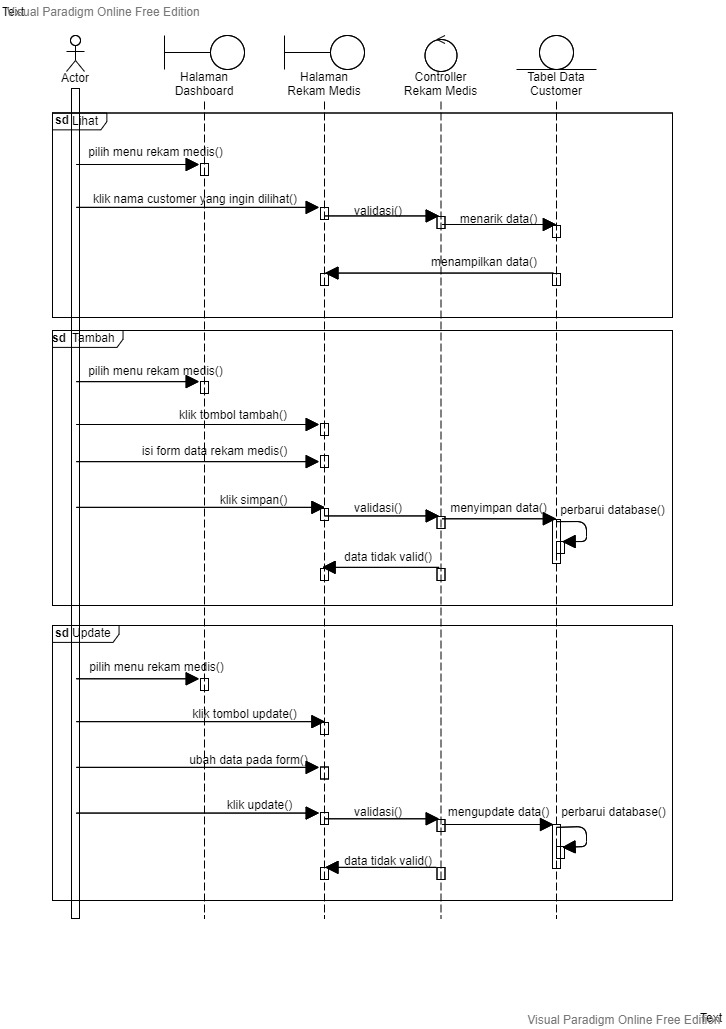 Text
Visual Paradigm Online Free Edition
Actor
Halaman
Dashboard
Halaman
Rekam Medis
Controller
Rekam Medis
Tabel Data
Customer
sd Lihat
pilih menu rekam medis()
klik nama customer yang ingin dilihat()
validasi()
menarik data()
menampilkan data()
sd Tambah
pilih menu rekam medis()
klik tombol tambah()
isi form data rekam medis()
klik simpan()
validasi()
menyimpan data()
perbarui database()
data tidak valid()
sd Update
pilih menu rekam medis()
klik tombol update()
ubah data pada form()
klik update()
validasi()
mengupdate data()
perbarui database()
data tidak valid()
Visual Paradigm Online Free Edition
Text